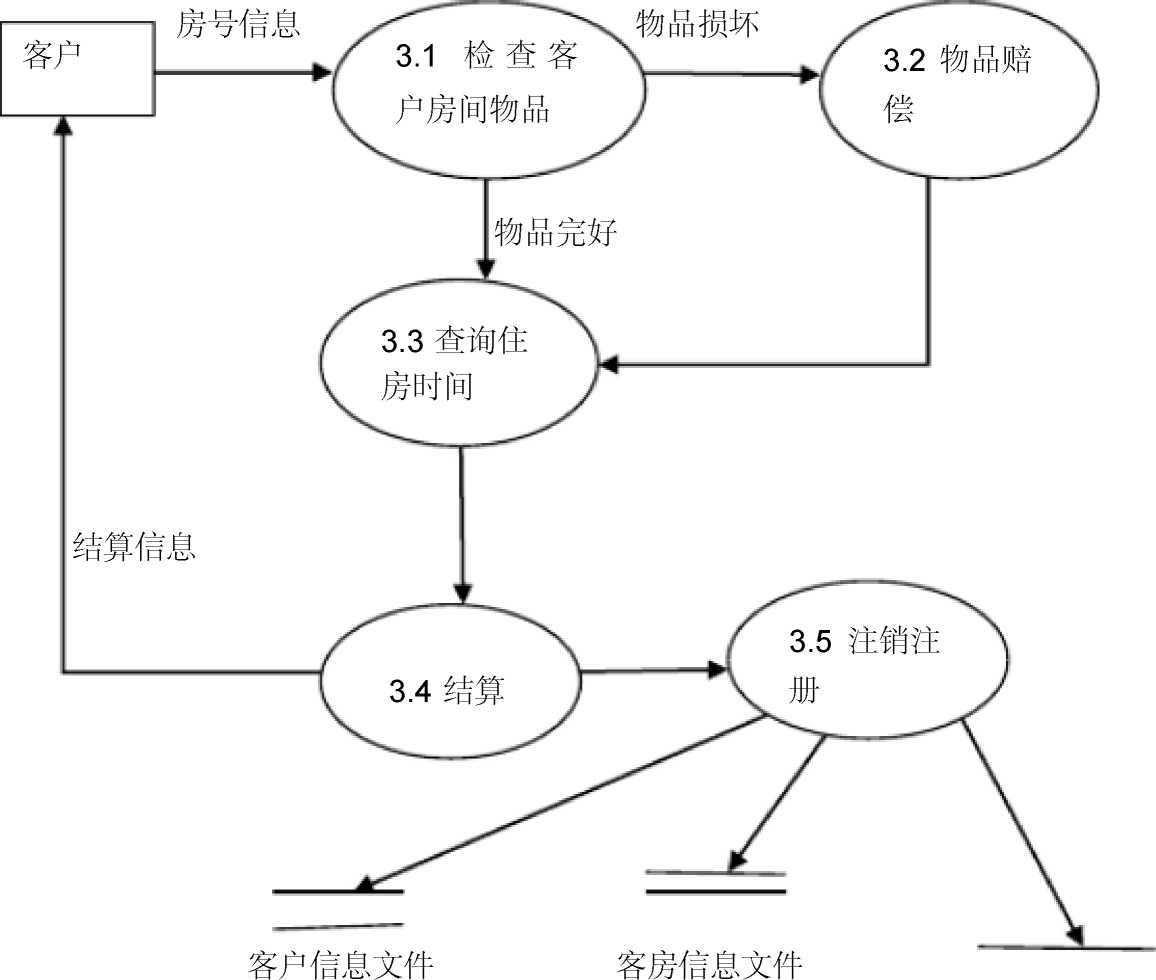 客户
房号信息
3.1 检查客
户房间物品
物品损坏
3.2 物品赔
偿
物品完好
3.3 查询住
房时间
结算信息
3.4 结算
3.5 注销注
册
客户信息文件
客房信息文件